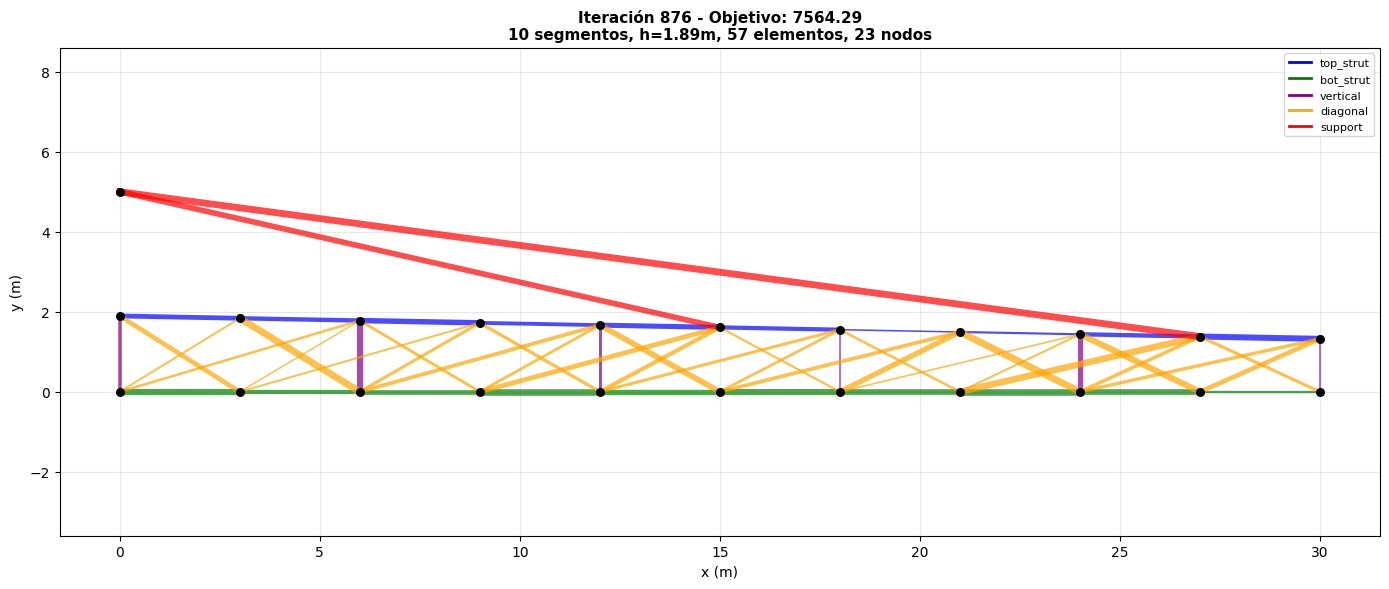 Iteración 876 - Objetivo: 7564.29
10 segmentos, h=1.89m, 57 elementos, 23 nodos
top_strut
bot_strut
vertical
diagonal
support
8
6
4
2
0
−2
y (m)
0
5
10
15
20
25
30
x (m)